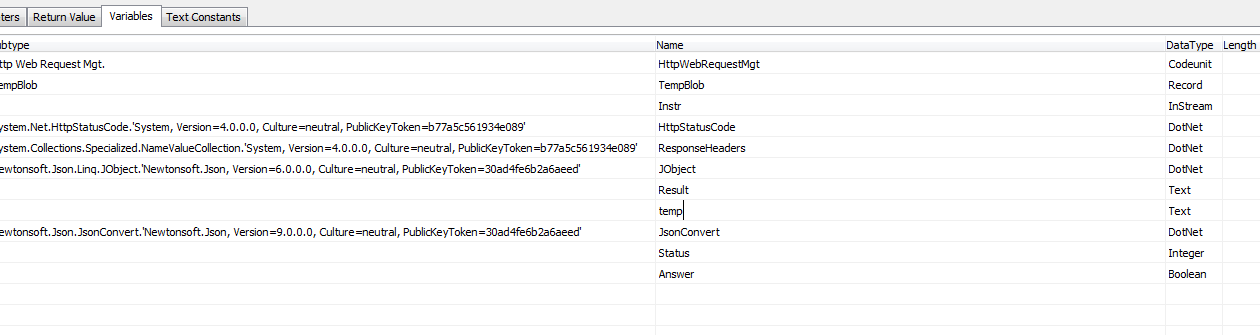 ters Return Value Variables Text Constants
ubtype Name DataType Length
ttp Web Request Mgt. HttpWebRequestMgt Codeunit
empBlob TempBlob Record
Instr InStream
ystem.Net.HttpStatusCode.'System, Version=4.0.0.0, Culture=neutral, PublicKeyToken=b77a5c561934e089' HttpStatusCode DotNet
ystem.Collections.Specialized.NameValueCollection.'System, Version=4.0.0.0, Culture=neutral, PublicKeyToken=b77a5c561934e089' ResponseHeaders DotNet
ewtonsoft.Json.Linq.JObject.'Newtonsoft.Json, Version=6.0.0.0, Culture=neutral, PublicKeyToken=30ad4fe6b2a6aeed' JObject DotNet
Result Text
temp Text
ewtonsoft.Json.JsonConvert.'Newtonsoft.Json, Version=9.0.0.0, Culture=neutral, PublicKeyToken=30ad4fe6b2a6aeed' JsonConvert DotNet
Status Integer
Answer Boolean